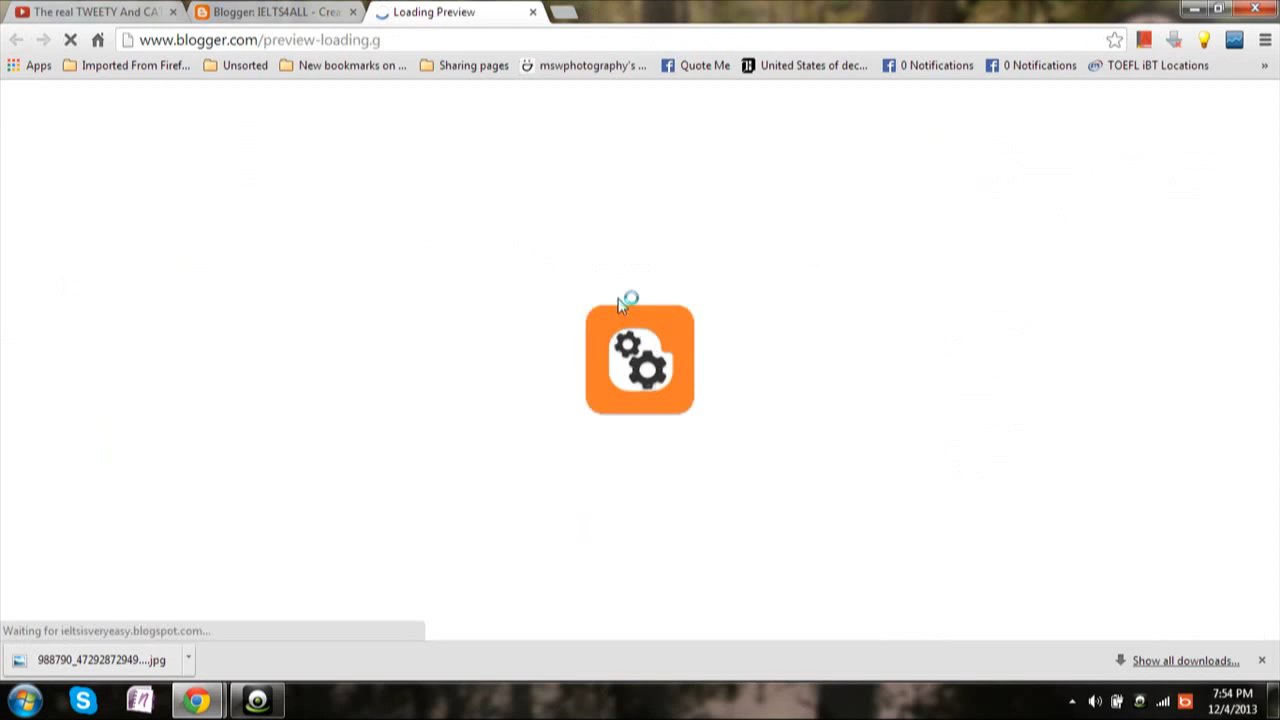 The real TWEETY And CA
Blogger: IELTS4ALL - Crea
Loading Preview
www.blogger.com/preview-loading.g
Apps
Imported From Firef...
Unsorted
New bookmarks on ...
Sharing pages
mswphotography's ...
Quote Me
United States of dec...
0 Notifications
0 Notifications
TOEFL iBT Locations
»
Waiting for ieltsisveryeasy.blogspot.com...
988790_47292872949....jpg
Show all downloads...
7:54 PM
12/4/2013